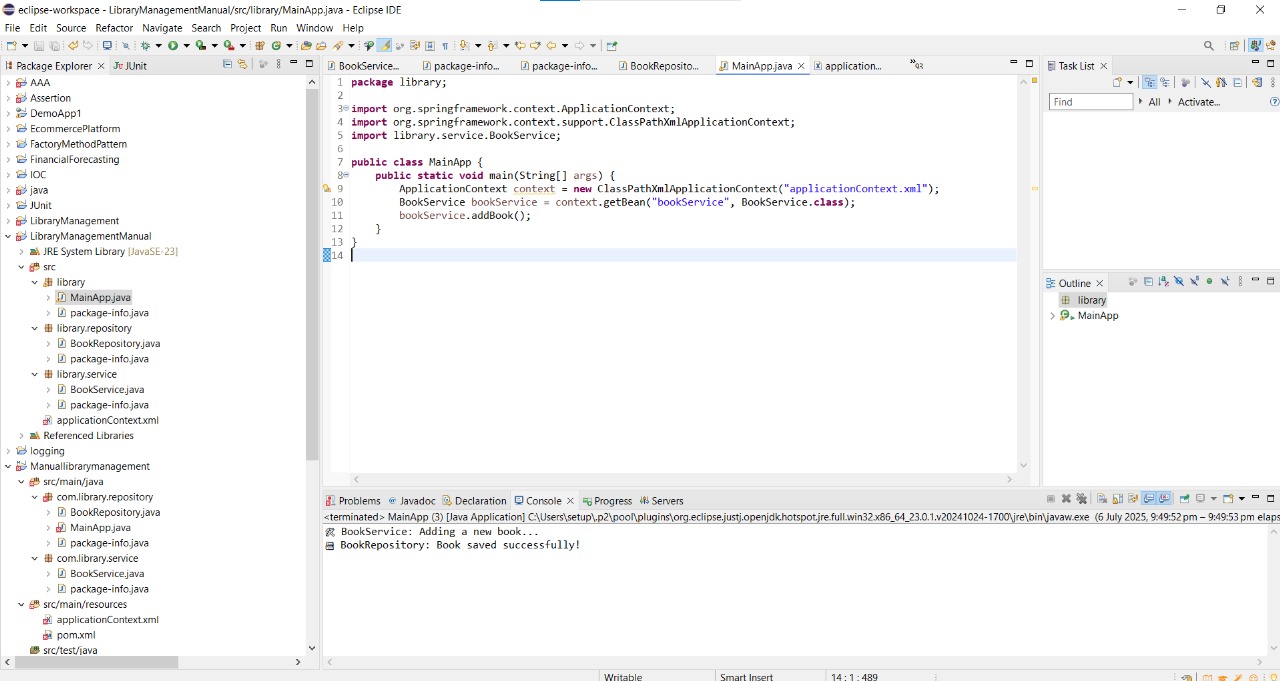 eclipse-workspace - LibraryManagementManual/src/library/MainApp.java - Eclipse IDE
File Edit Source Refactor Navigate Search Project Run Window Help
Package Explorer
JUnit
AAA
Assertion
DemoApp1
EcommercePlatform
FactoryMethodPattern
FinancialForecasting
IOC
java
JUnit
LibraryManagement
LibraryManagementManual
JRE System Library [JavaSE-23]
src
library
MainApp.java
package-info.java
library.repository
BookRepository.java
package-info.java
library.service
BookService.java
package-info.java
applicationContext.xml
Referenced Libraries
logging
Manuallibrarymanagement
src/main/java
com.library.repository
BookRepository.java
MainApp.java
package-info.java
com.library.service
BookService.java
package-info.java
src/main/resources
applicationContext.xml
pom.xml
src/test/java
BookService...
package-info...
package-info...
BookReposito...
MainApp.java
application...
»93
1 package library;
2
3 import org.springframework.context.ApplicationContext;
4 import org.springframework.context.support.ClassPathXmlApplicationContext;
5 import library.service.BookService;
6
7 public class MainApp {
8 public static void main(String[] args) {
9 ApplicationContext context = new ClassPathXmlApplicationContext("applicationContext.xml");
10 BookService bookService = context.getBean("bookService", BookService.class);
11 bookService.addBook();
12 }
13 }
14
Task List
Find
All
Activate...
Outline
library
MainApp
Problems
Javadoc
Declaration
Console
Progress
Servers
<terminated> MainApp (3) [Java Application] C:\Users\setup\.p2\pool\plugins\org.eclipse.justj.openjdk.hotspot.jre.full.win32.x86_64_23.0.1.v20241024-1700\jre\bin\javaw.exe (6 July 2025, 9:49:52 pm – 9:49:53 pm elaps
BookService: Adding a new book...
BookRepository: Book saved successfully!
Writable
Smart Insert
14 : 1 : 489